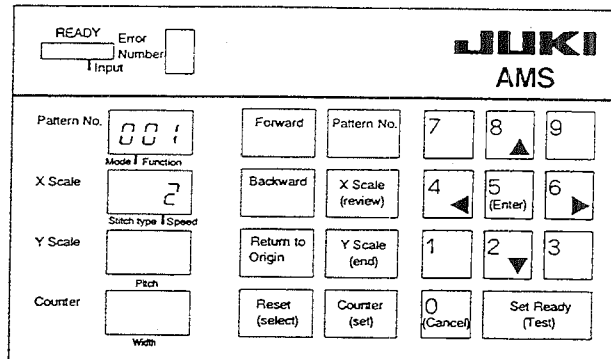 READY
Error
Number
Input
JUKI
AMS
Pattern No.
001
Mode Function
X Scale
2
Stitch type Speed
Y Scale
Pitch
Counter
Width
Forward
Pattern No.
7
8
9
Backward
X Scale
(review)
4
5
(Enter)
6
Return to
Origin
Y Scale
(end)
1
2
3
Reset
(select)
Counter
(set)
0
(Cancel)
Set Ready
(Test)